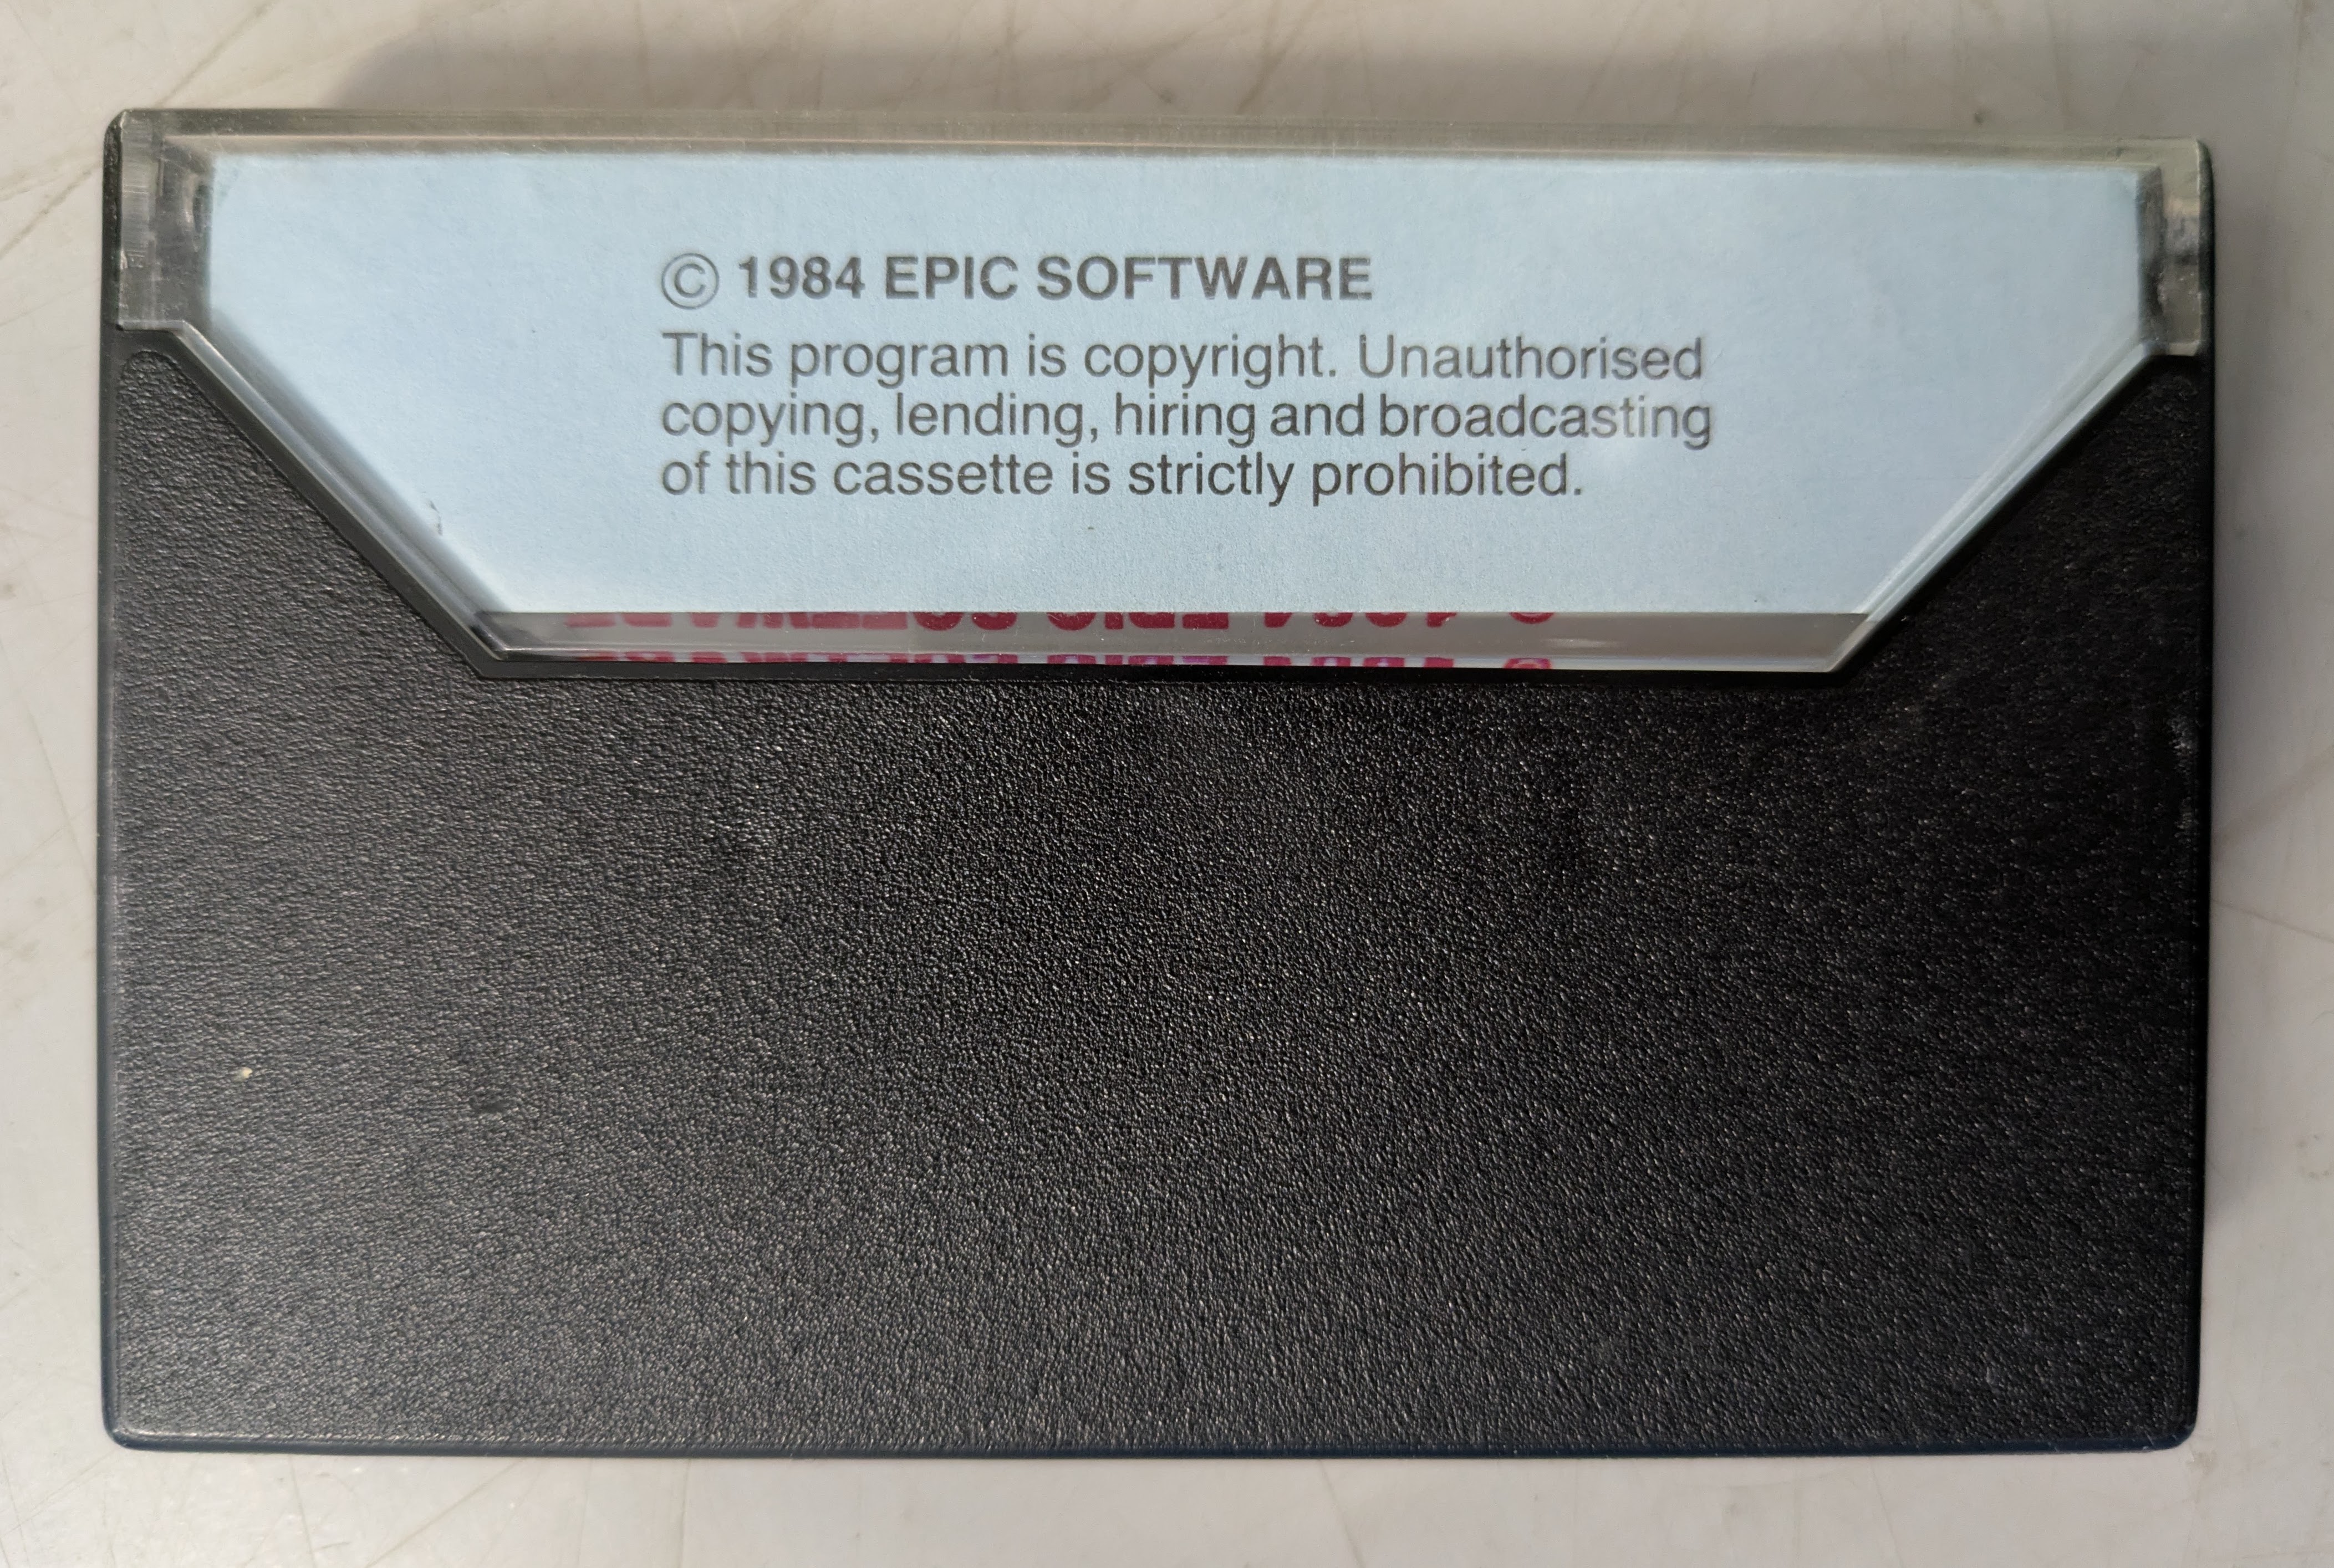 © 1984 EPIC SOFTWARE
This program is copyright. Unauthorised
copying, lending, hiring and broadcasting
of this cassette is strictly prohibited.